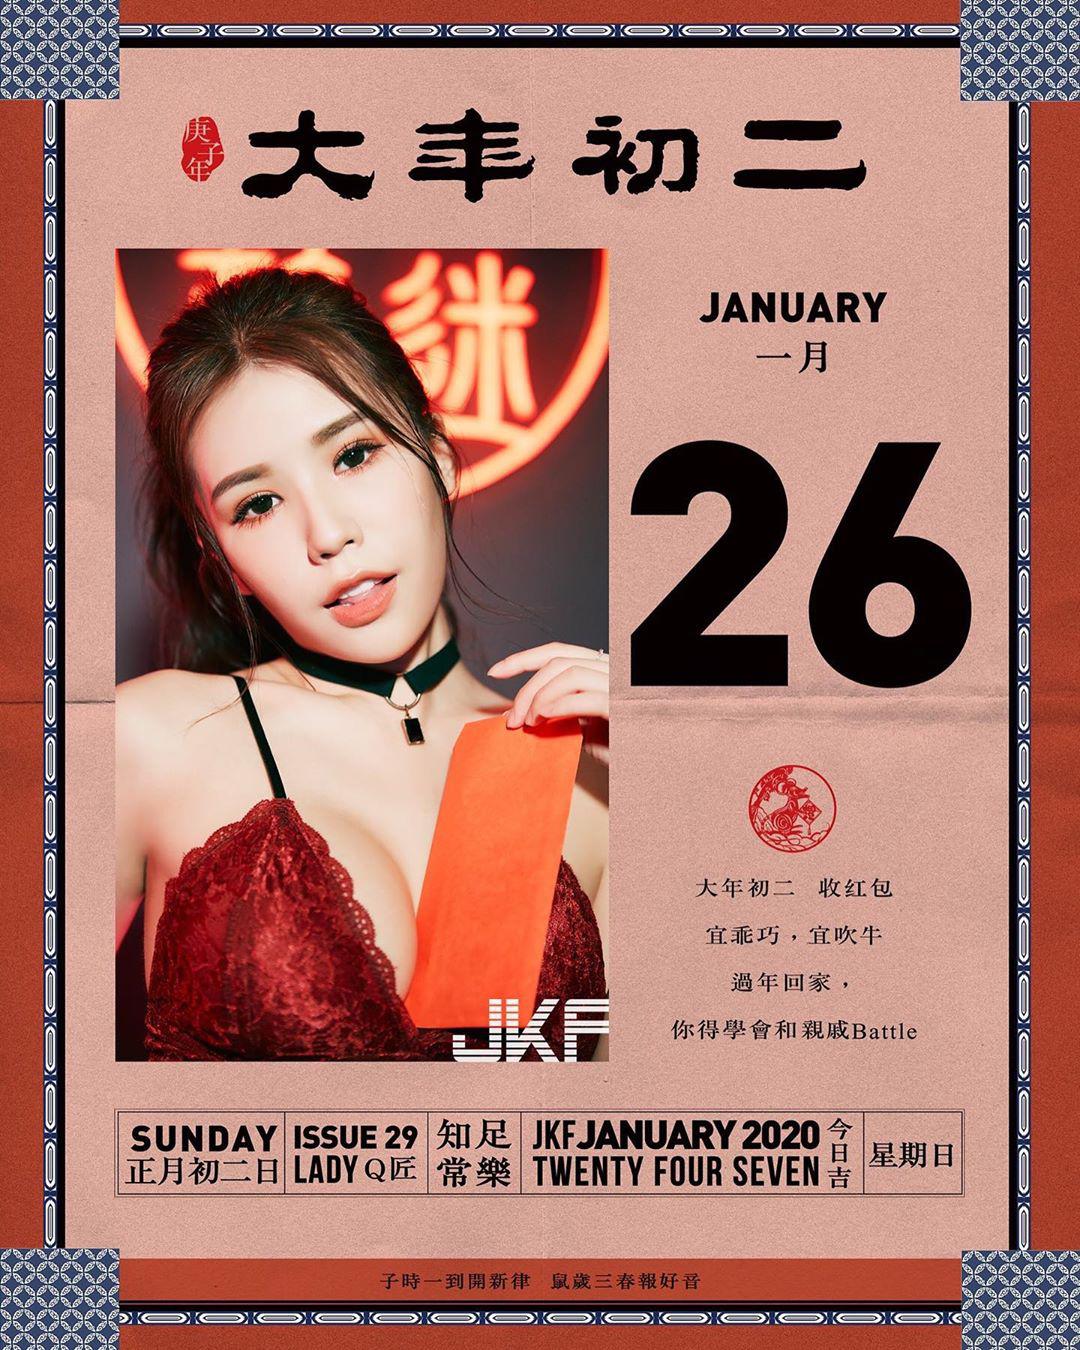 庚子年
大年初二
JANUARY
一月
26
大年初二 收红包
宜乖巧，宜吹牛
過年回家，
你得學會和親戚Battle
JKF
SUNDAY
正月初二日
ISSUE 29
LADY Q匠
知足
常樂
JKF JANUARY 2020
TWENTY FOUR SEVEN
今日吉
星期日
子時一到開新律 鼠歲三春報好音